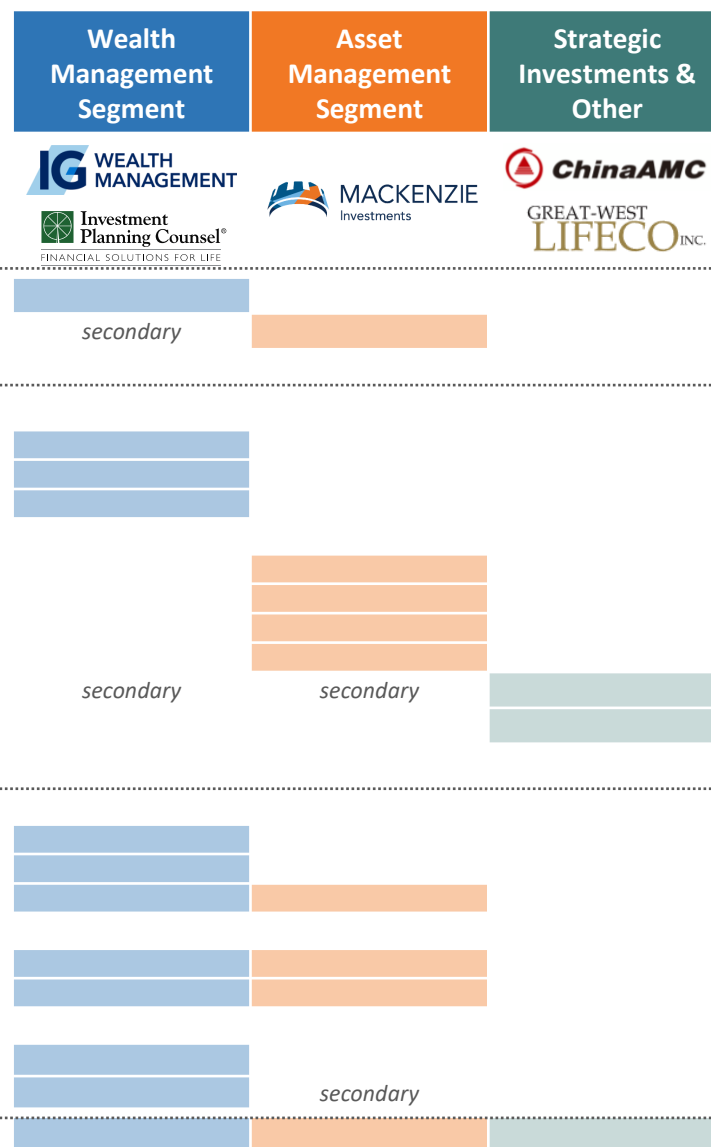 Wealth
Management
Segment
Asset
Management
Segment
Strategic
Investments &
Other
IG WEALTH
MANAGEMENT
Investment
Planning Counsel®
FINANCIAL SOLUTIONS FOR LIFE
MACKENZIE
Investments
ChinaAMC
GREAT-WEST
LIFECO INC.
secondary
secondary
secondary
secondary